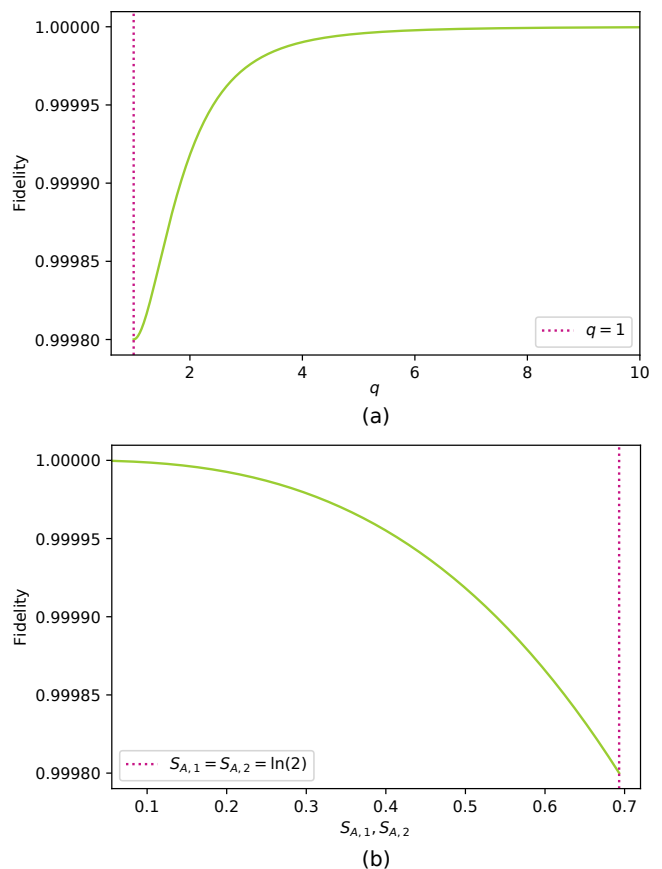 1.00000
0.99995
0.99990
0.99985
0.99980
Fidelity
q = 1
2 4 6 8 10
q
(a)
1.00000
0.99995
0.99990
0.99985
0.99980
Fidelity
S_{A,1} = S_{A,2} = ln(2)
0.1 0.2 0.3 0.4 0.5 0.6 0.7
S_{A,1}, S_{A,2}
(b)